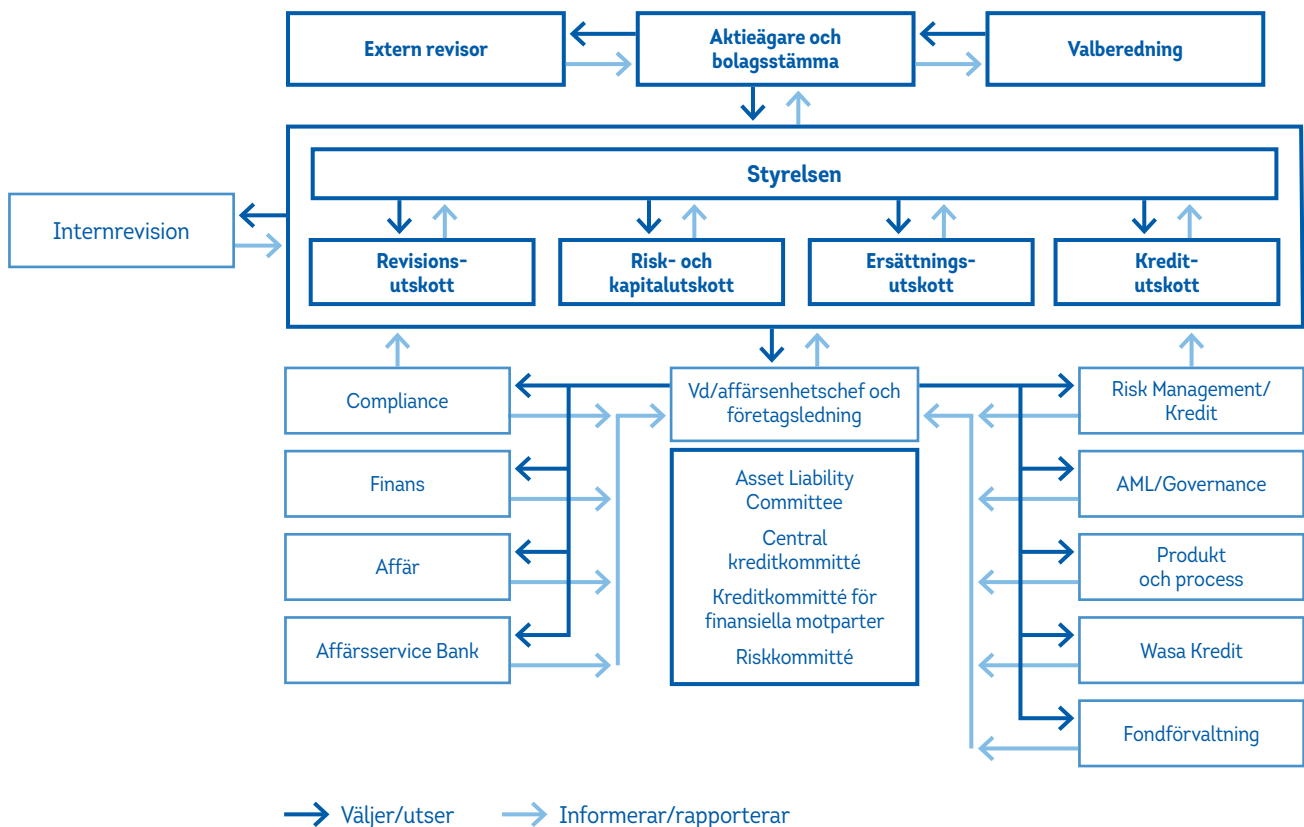 Extern revisor
Aktieägare och
bolagsstämma
Valberedning
Styrelsen
Internrevision
Revisions-
utskott
Risk- och
kapitalutskott
Ersättnings-
utskott
Kredit-
utskott
Compliance
Vd/affärsenhetschef och
företagsledning
Risk Management/
Kredit
Finans
Asset Liability
Committee
AML/Governance
Central
kreditkommitté
Affär
Produkt
och process
Kreditkommitté för
finansiella motparter
Affärsservice Bank
Riskkommitté
Wasa Kredit
Fondförvaltning
Väljer/utser
Informerar/rapporterar